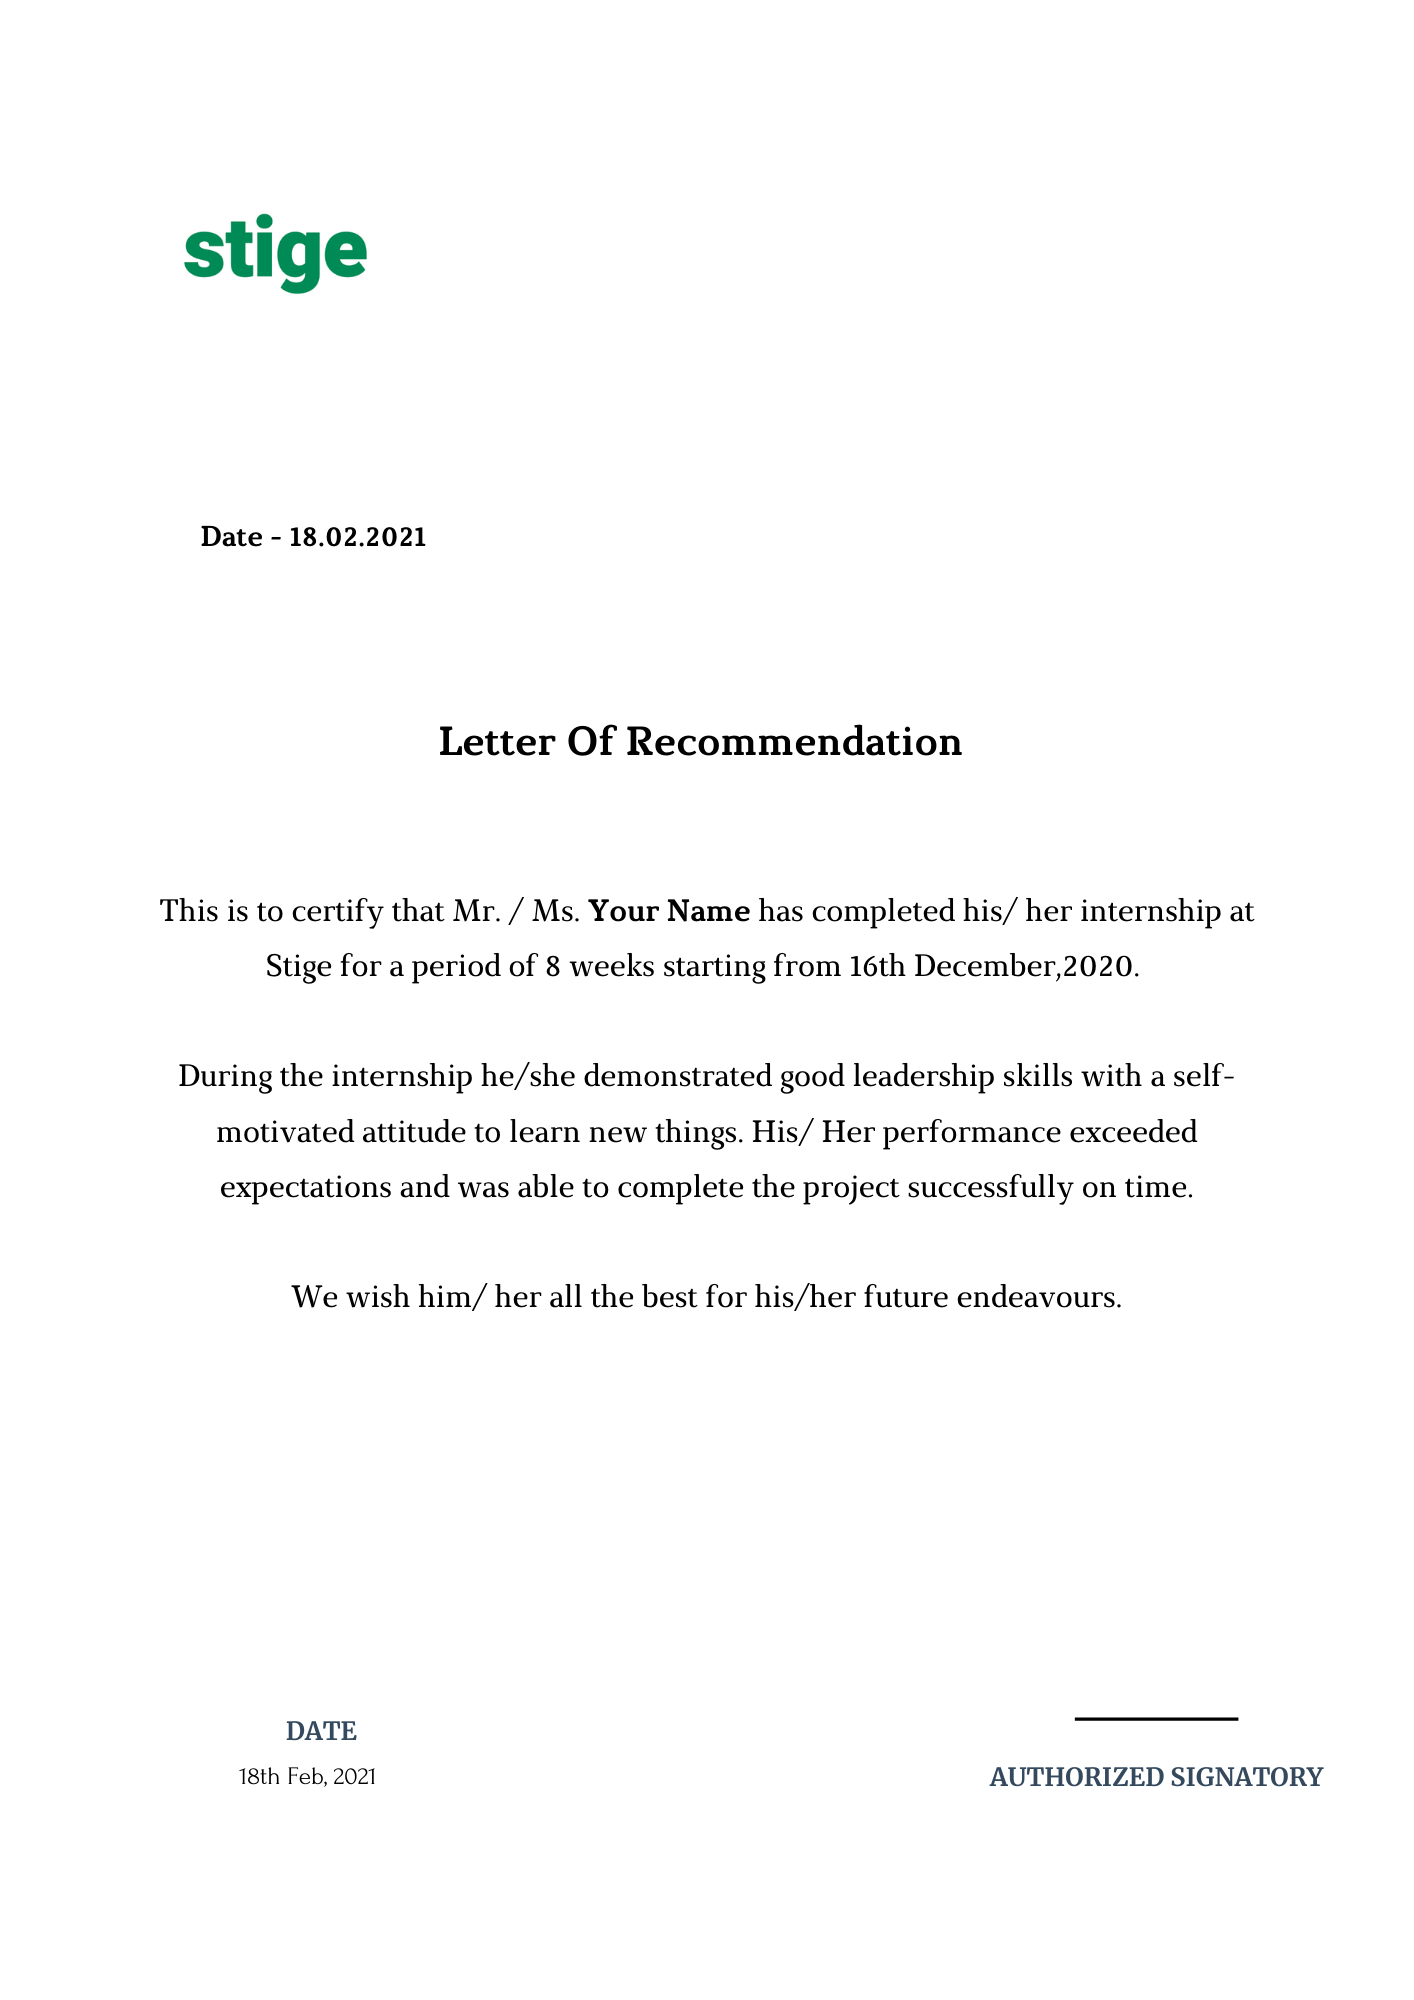 stige
Date - 18.02.2021
Letter Of Recommendation
This is to certify that Mr. / Ms. Your Name has completed his/ her internship at
Stige for a period of 8 weeks starting from 16th December,2020.
During the internship he/she demonstrated good leadership skills with a self-
motivated attitude to learn new things. His/ Her performance exceeded
expectations and was able to complete the project successfully on time.
We wish him/ her all the best for his/her future endeavours.
DATE
18th Feb, 2021
AUTHORIZED SIGNATORY